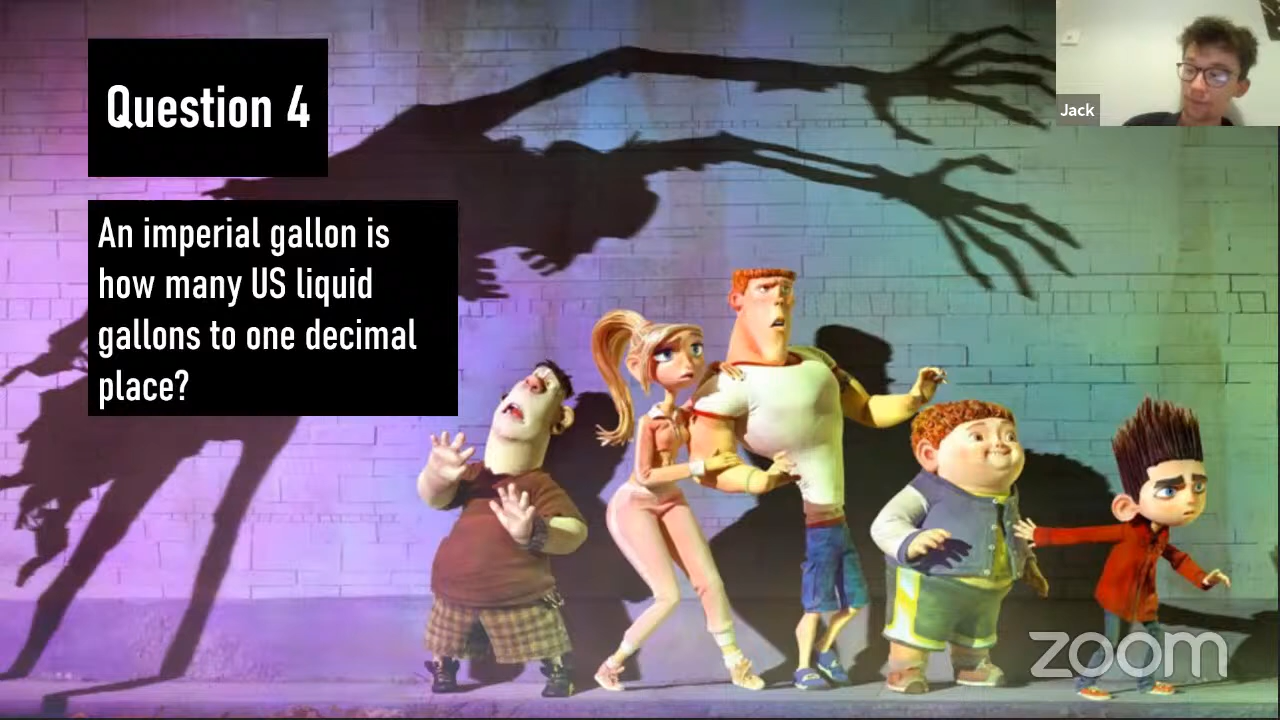 Question 4
An imperial gallon is
how many US liquid
gallons to one decimal
place?
Jack
zoom